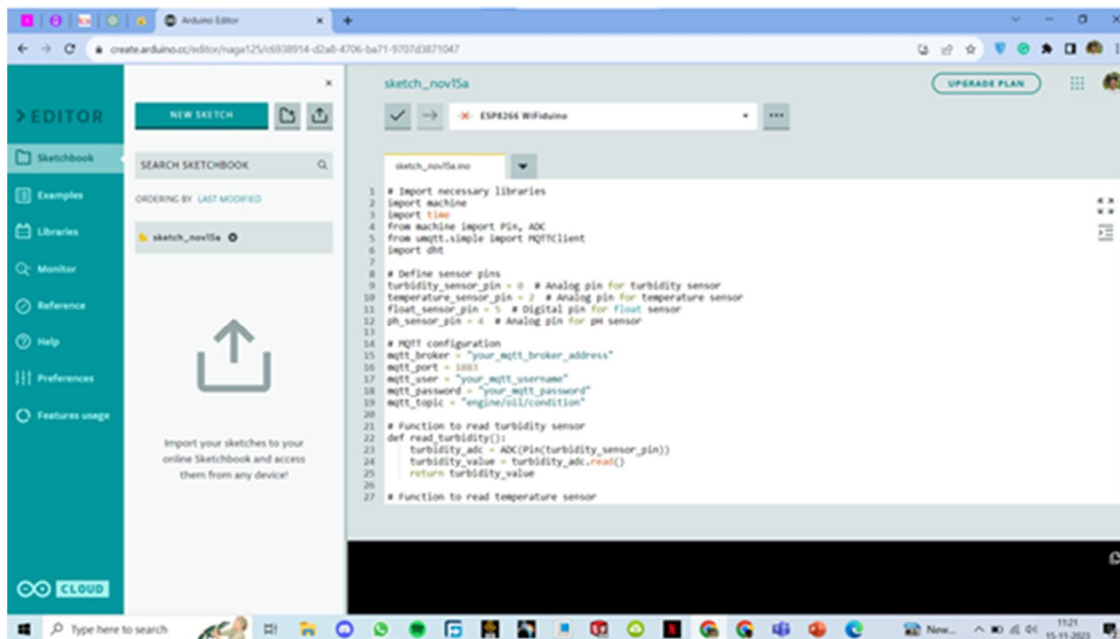 Arduino Editor
create.arduino.cc/editor/naga125/c6938914-d2a8-4706-ba71-9707d3871047
EDITOR
Sketchbook
Examples
Libraries
Monitor
Reference
Help
Preferences
Features usage
CLOUD
NEW SKETCH
SEARCH SKETCHBOOK
ORDERING BY LAST MODIFIED
sketch_nov15a
Import your sketches to your
online Sketchbook and access
them from any device!
sketch_nov15a
UPGRADE PLAN
ESP8266 WiFiduino
sketch_nov15a.ino
1 # Import necessary libraries
2 import machine
3 import time
4 from machine import Pin, ADC
5 from umqtt.simple import MQTTClient
6 import dht
7
8 # Define sensor pins
9 turbidity_sensor_pin = 0 # Analog pin for turbidity sensor
10 temperature_sensor_pin = 2 # Analog pin for temperature sensor
11 float_sensor_pin = 5 # Digital pin for float sensor
12 ph_sensor_pin = 4 # Analog pin for pH sensor
13
14 # MQTT configuration
15 mqtt_broker = "your_mqtt_broker_address"
16 mqtt_port = 1883
17 mqtt_user = "your_mqtt_username"
18 mqtt_password = "your_mqtt_password"
19 mqtt_topic = "engine/oil/condition"
20
21 # Function to read turbidity sensor
22 def read_turbidity():
23 turbidity_adc = ADC(Pin(turbidity_sensor_pin))
24 turbidity_value = turbidity_adc.read()
25 return turbidity_value
26
27 # Function to read temperature sensor
Type here to search
New...
11:21
15-11-2023